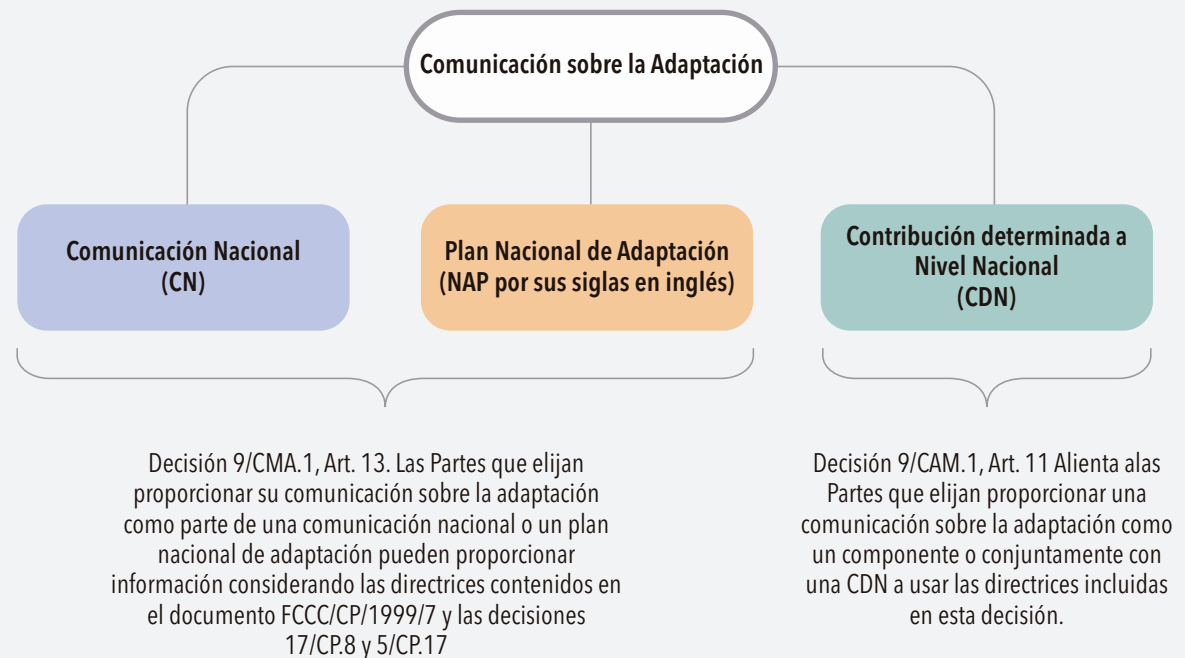 Comunicación sobre la Adaptación
Comunicación Nacional
(CN)
Plan Nacional de Adaptación
(NAP por sus siglas en inglés)
Contribución determinada a
Nivel Nacional
(CDN)
Decisión 9/CMA.1, Art. 13. Las Partes que elijan
proporcionar su comunicación sobre la adaptación
como parte de una comunicación nacional o un plan
nacional de adaptación pueden proporcionar
información considerando las directrices contenidos en
el documento FCCC/CP/1999/7 y las decisiones
17/CP.8 y 5/CP.17
Decisión 9/CAM.1, Art. 11 Alienta alas
Partes que elijan proporcionar una
comunicación sobre la adaptación como
un componente o conjuntamente con
una CDN a usar las directrices incluidas
en esta decisión.